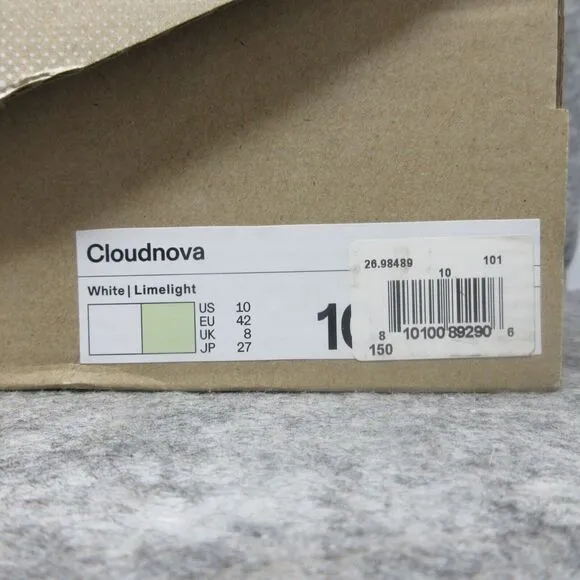 Cloudnova
White | Limelight
US 10
EU 42
UK 8
JP 27
10
26.98489 101
10
8 10100 89290 6
150